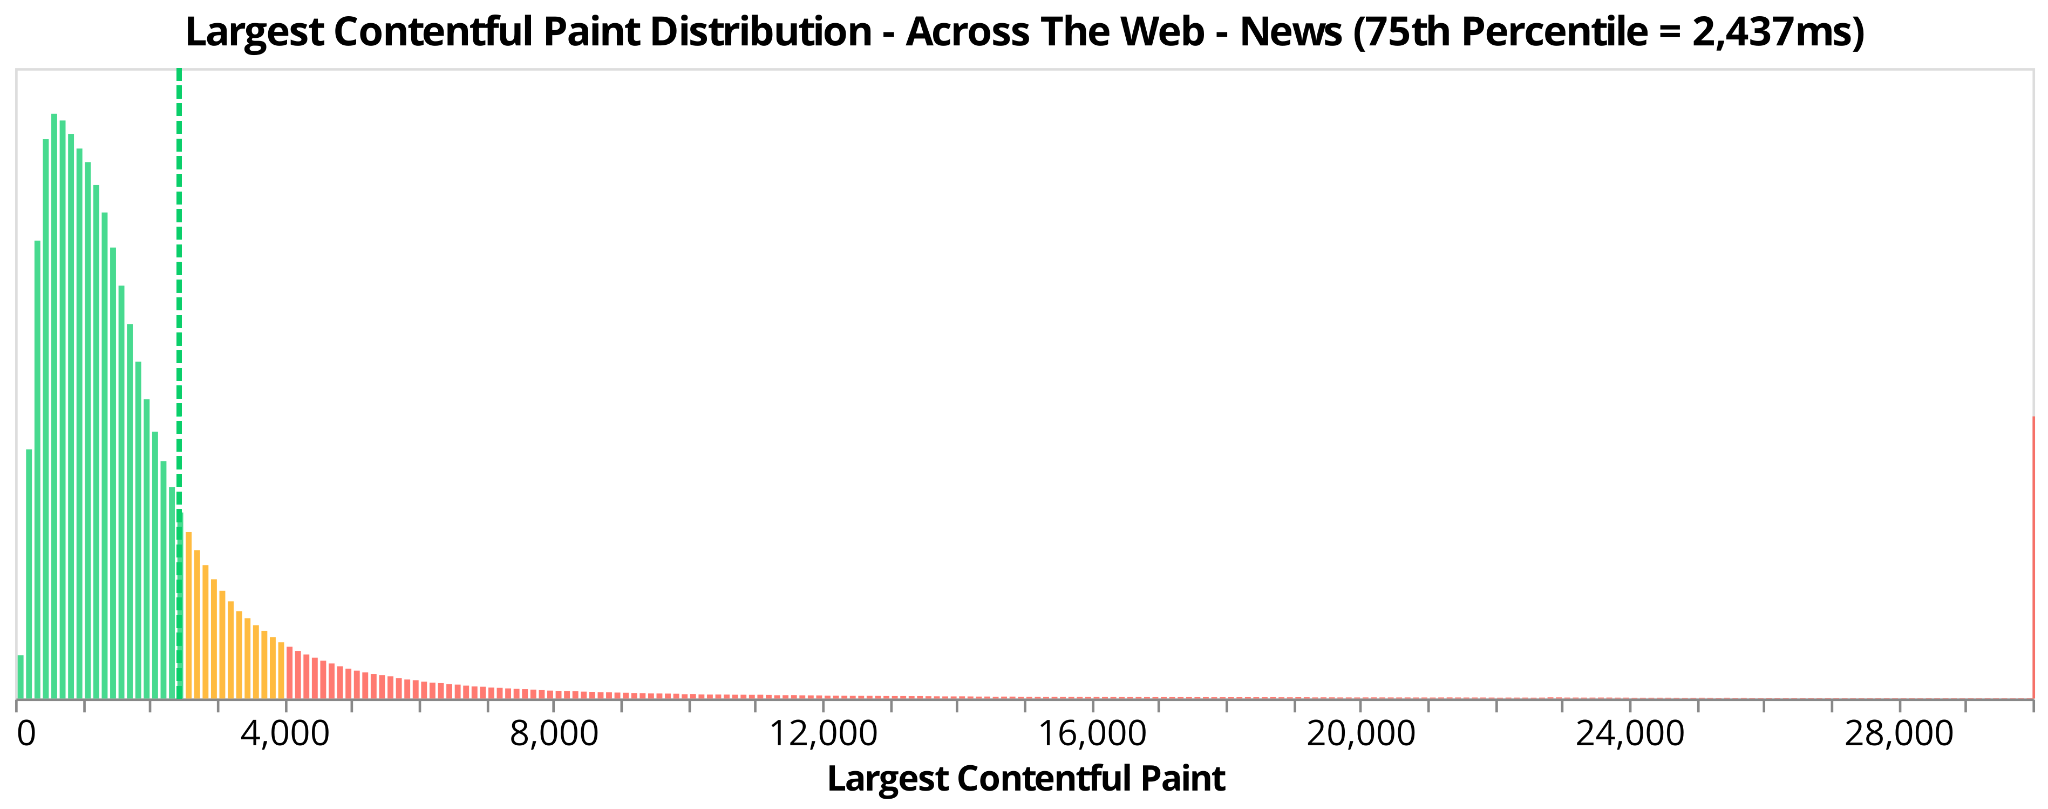 Largest Contentful Paint Distribution - Across The Web - News (75th Percentile = 2,437ms)
0 4,000 8,000 12,000 16,000 20,000 24,000 28,000
Largest Contentful Paint